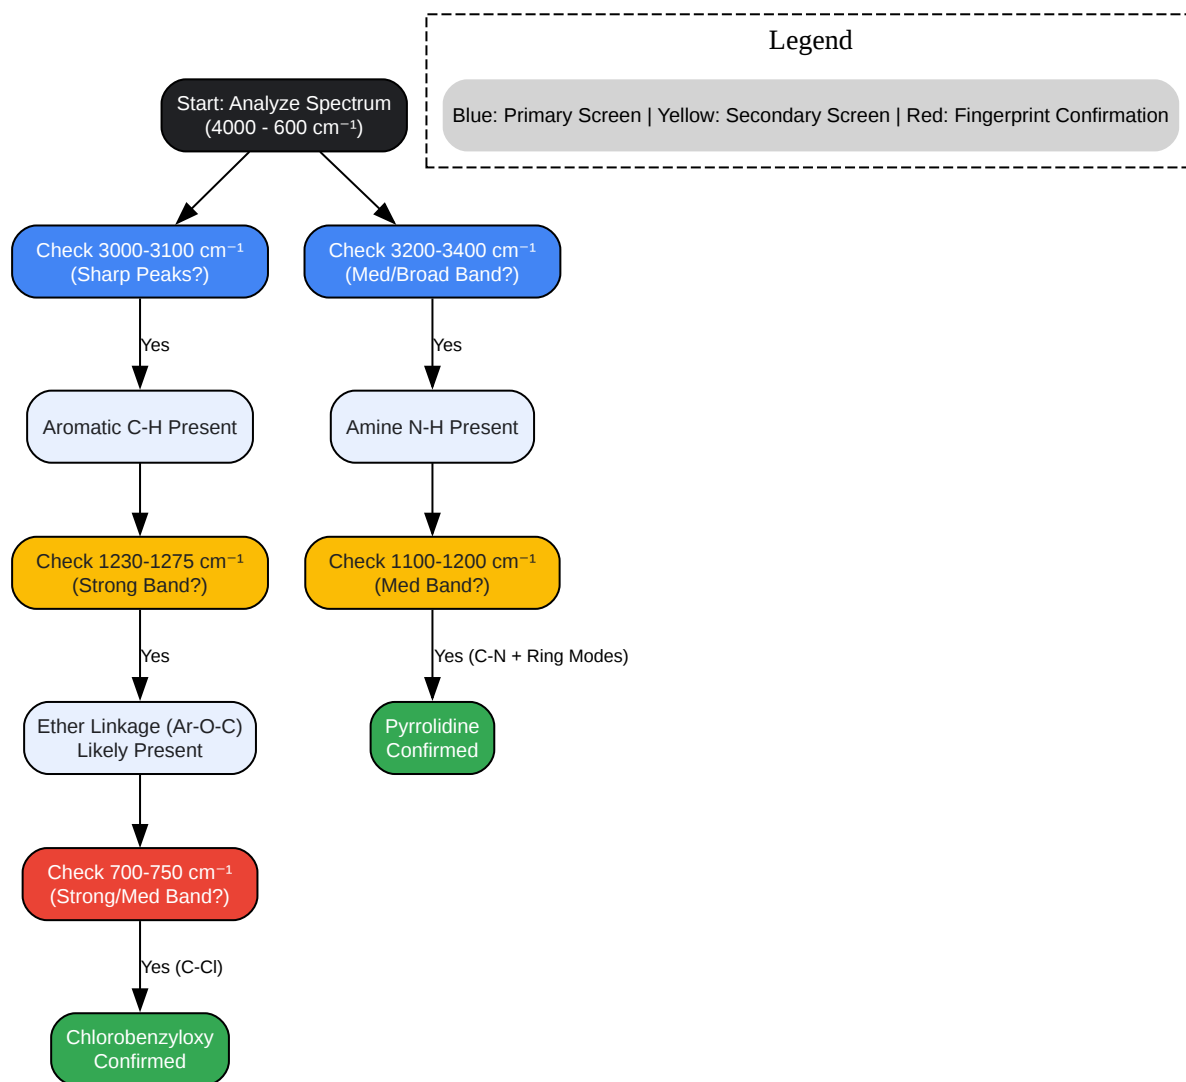 Legend
Blue: Primary Screen | Yellow: Secondary Screen | Red: Fingerprint Confirmation
Start: Analyze Spectrum
(4000 - 600 cm⁻¹)
Check 3000-3100 cm⁻¹
(Sharp Peaks?)
Check 3200-3400 cm⁻¹
(Med/Broad Band?)
Yes
Yes
Aromatic C-H Present
Amine N-H Present
Check 1230-1275 cm⁻¹
(Strong Band?)
Check 1100-1200 cm⁻¹
(Med Band?)
Yes
Yes (C-N + Ring Modes)
Ether Linkage (Ar-O-C)
Likely Present
Pyrrolidine
Confirmed
Check 700-750 cm⁻¹
(Strong/Med Band?)
Yes (C-Cl)
Chlorobenzyloxy
Confirmed